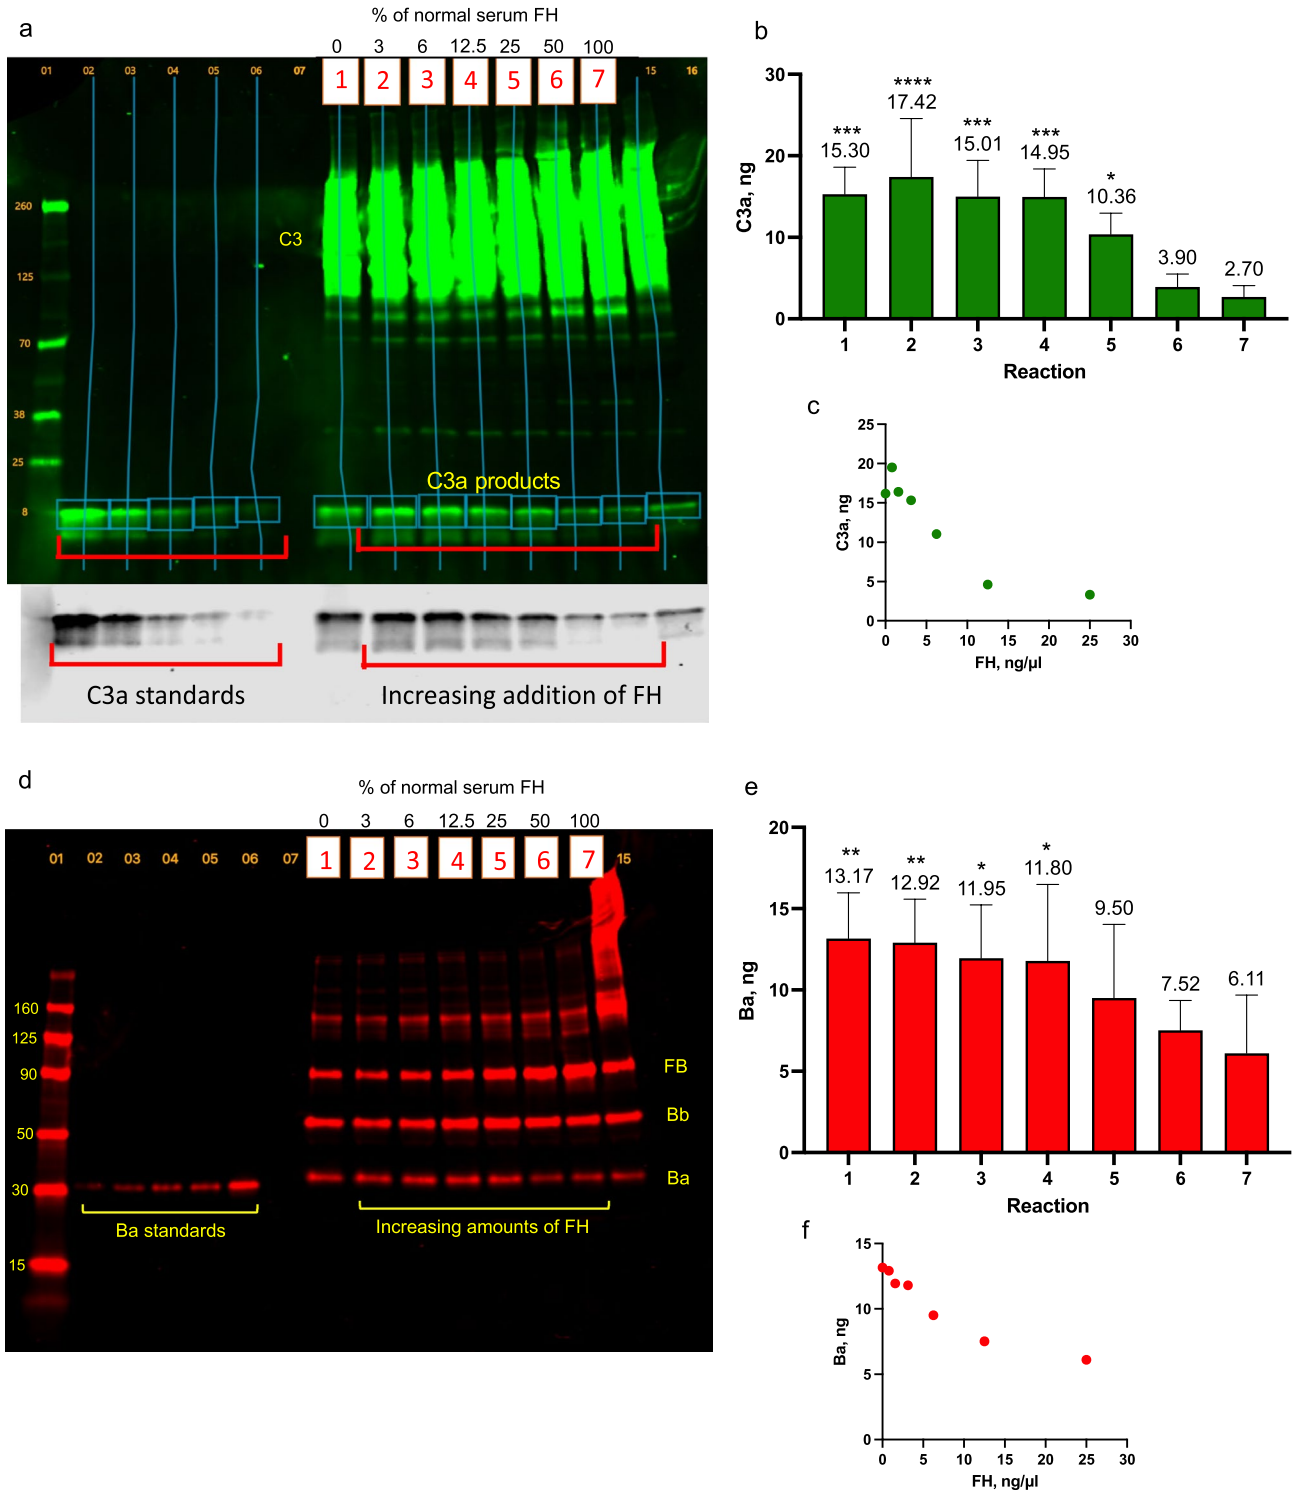 a
% of normal serum FH
0 3 6 12.5 25 50 100
01 02 03 04 05 06 07 1 2 3 4 5 6 7 15 16
260
125
70
38
25
8
C3
C3a products
C3a standards
Increasing addition of FH
b
C3a, ng
30
20
10
0
*** **** *** *** *
15.30 17.42 15.01 14.95 10.36 3.90 2.70
1 2 3 4 5 6 7
Reaction
c
C3a, ng
25
20
15
10
5
0
0 5 10 15 20 25 30
FH, ng/µl
d
% of normal serum FH
0 3 6 12.5 25 50 100
01 02 03 04 05 06 07 1 2 3 4 5 6 7 15
160
125
90
50
30
15
FB
Bb
Ba
Ba standards
Increasing amounts of FH
e
Ba, ng
20
15
10
5
0
** ** * *
13.17 12.92 11.95 11.80 9.50 7.52 6.11
1 2 3 4 5 6 7
Reaction
f
Ba, ng
15
10
5
0
0 5 10 15 20 25 30
FH, ng/µl